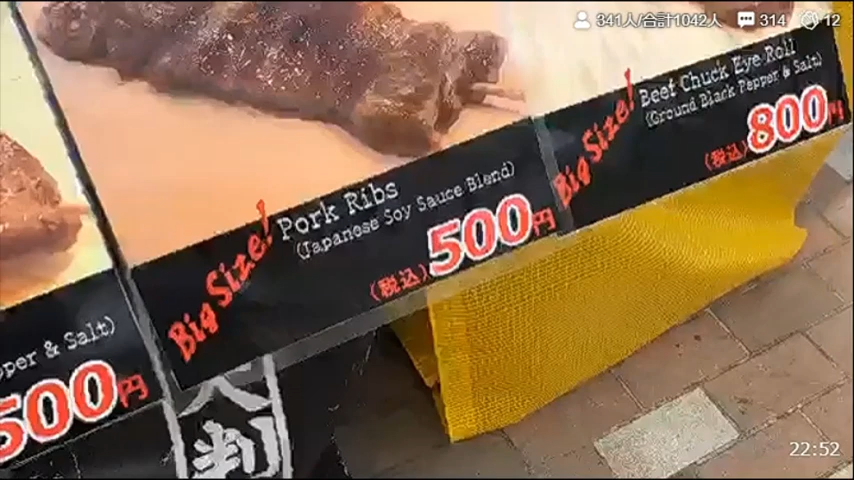 341人/合計1042人 314 12
Big Size!
Beef Chuck Eye Roll
(Ground Black Pepper & Salt)
(税込)800円
Big Size!
Pork Ribs
(Japanese Soy Sauce Blend)
(税込)500円
pper & Salt)
500円
判
22:52